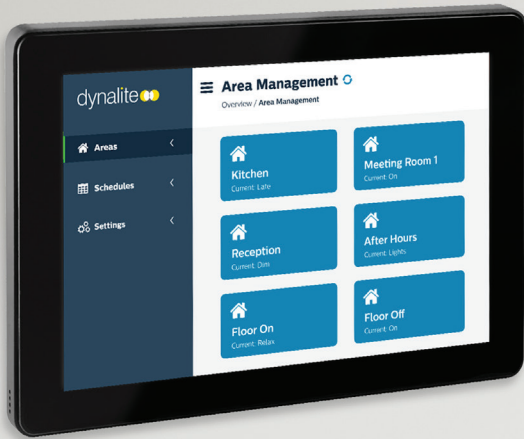 dynalite
Areas
Schedules
Settings
Area Management
Overview / Area Management
Kitchen
Current: Late
Meeting Room 1
Current: On
Reception
Current: Dim
After Hours
Current: Lights
Floor On
Current: Relax
Floor Off
Current: On